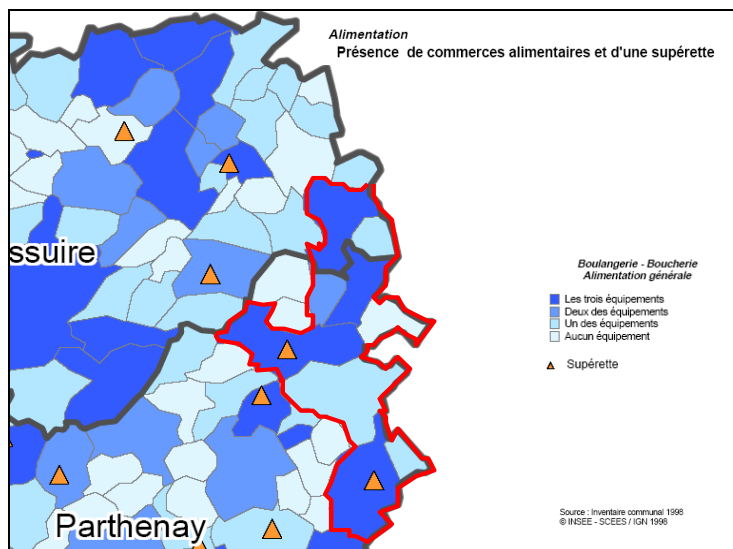 Alimentation
Présence de commerces alimentaires et d'une supérette
ssuire
Boulangerie - Boucherie
Alimentation générale
Les trois équipements
Deux des équipements
Un des équipements
Aucun équipement
Supérette
Parthenay
Source : Inventaire communal 1998
© INSEE - SCEES / IGN 1998